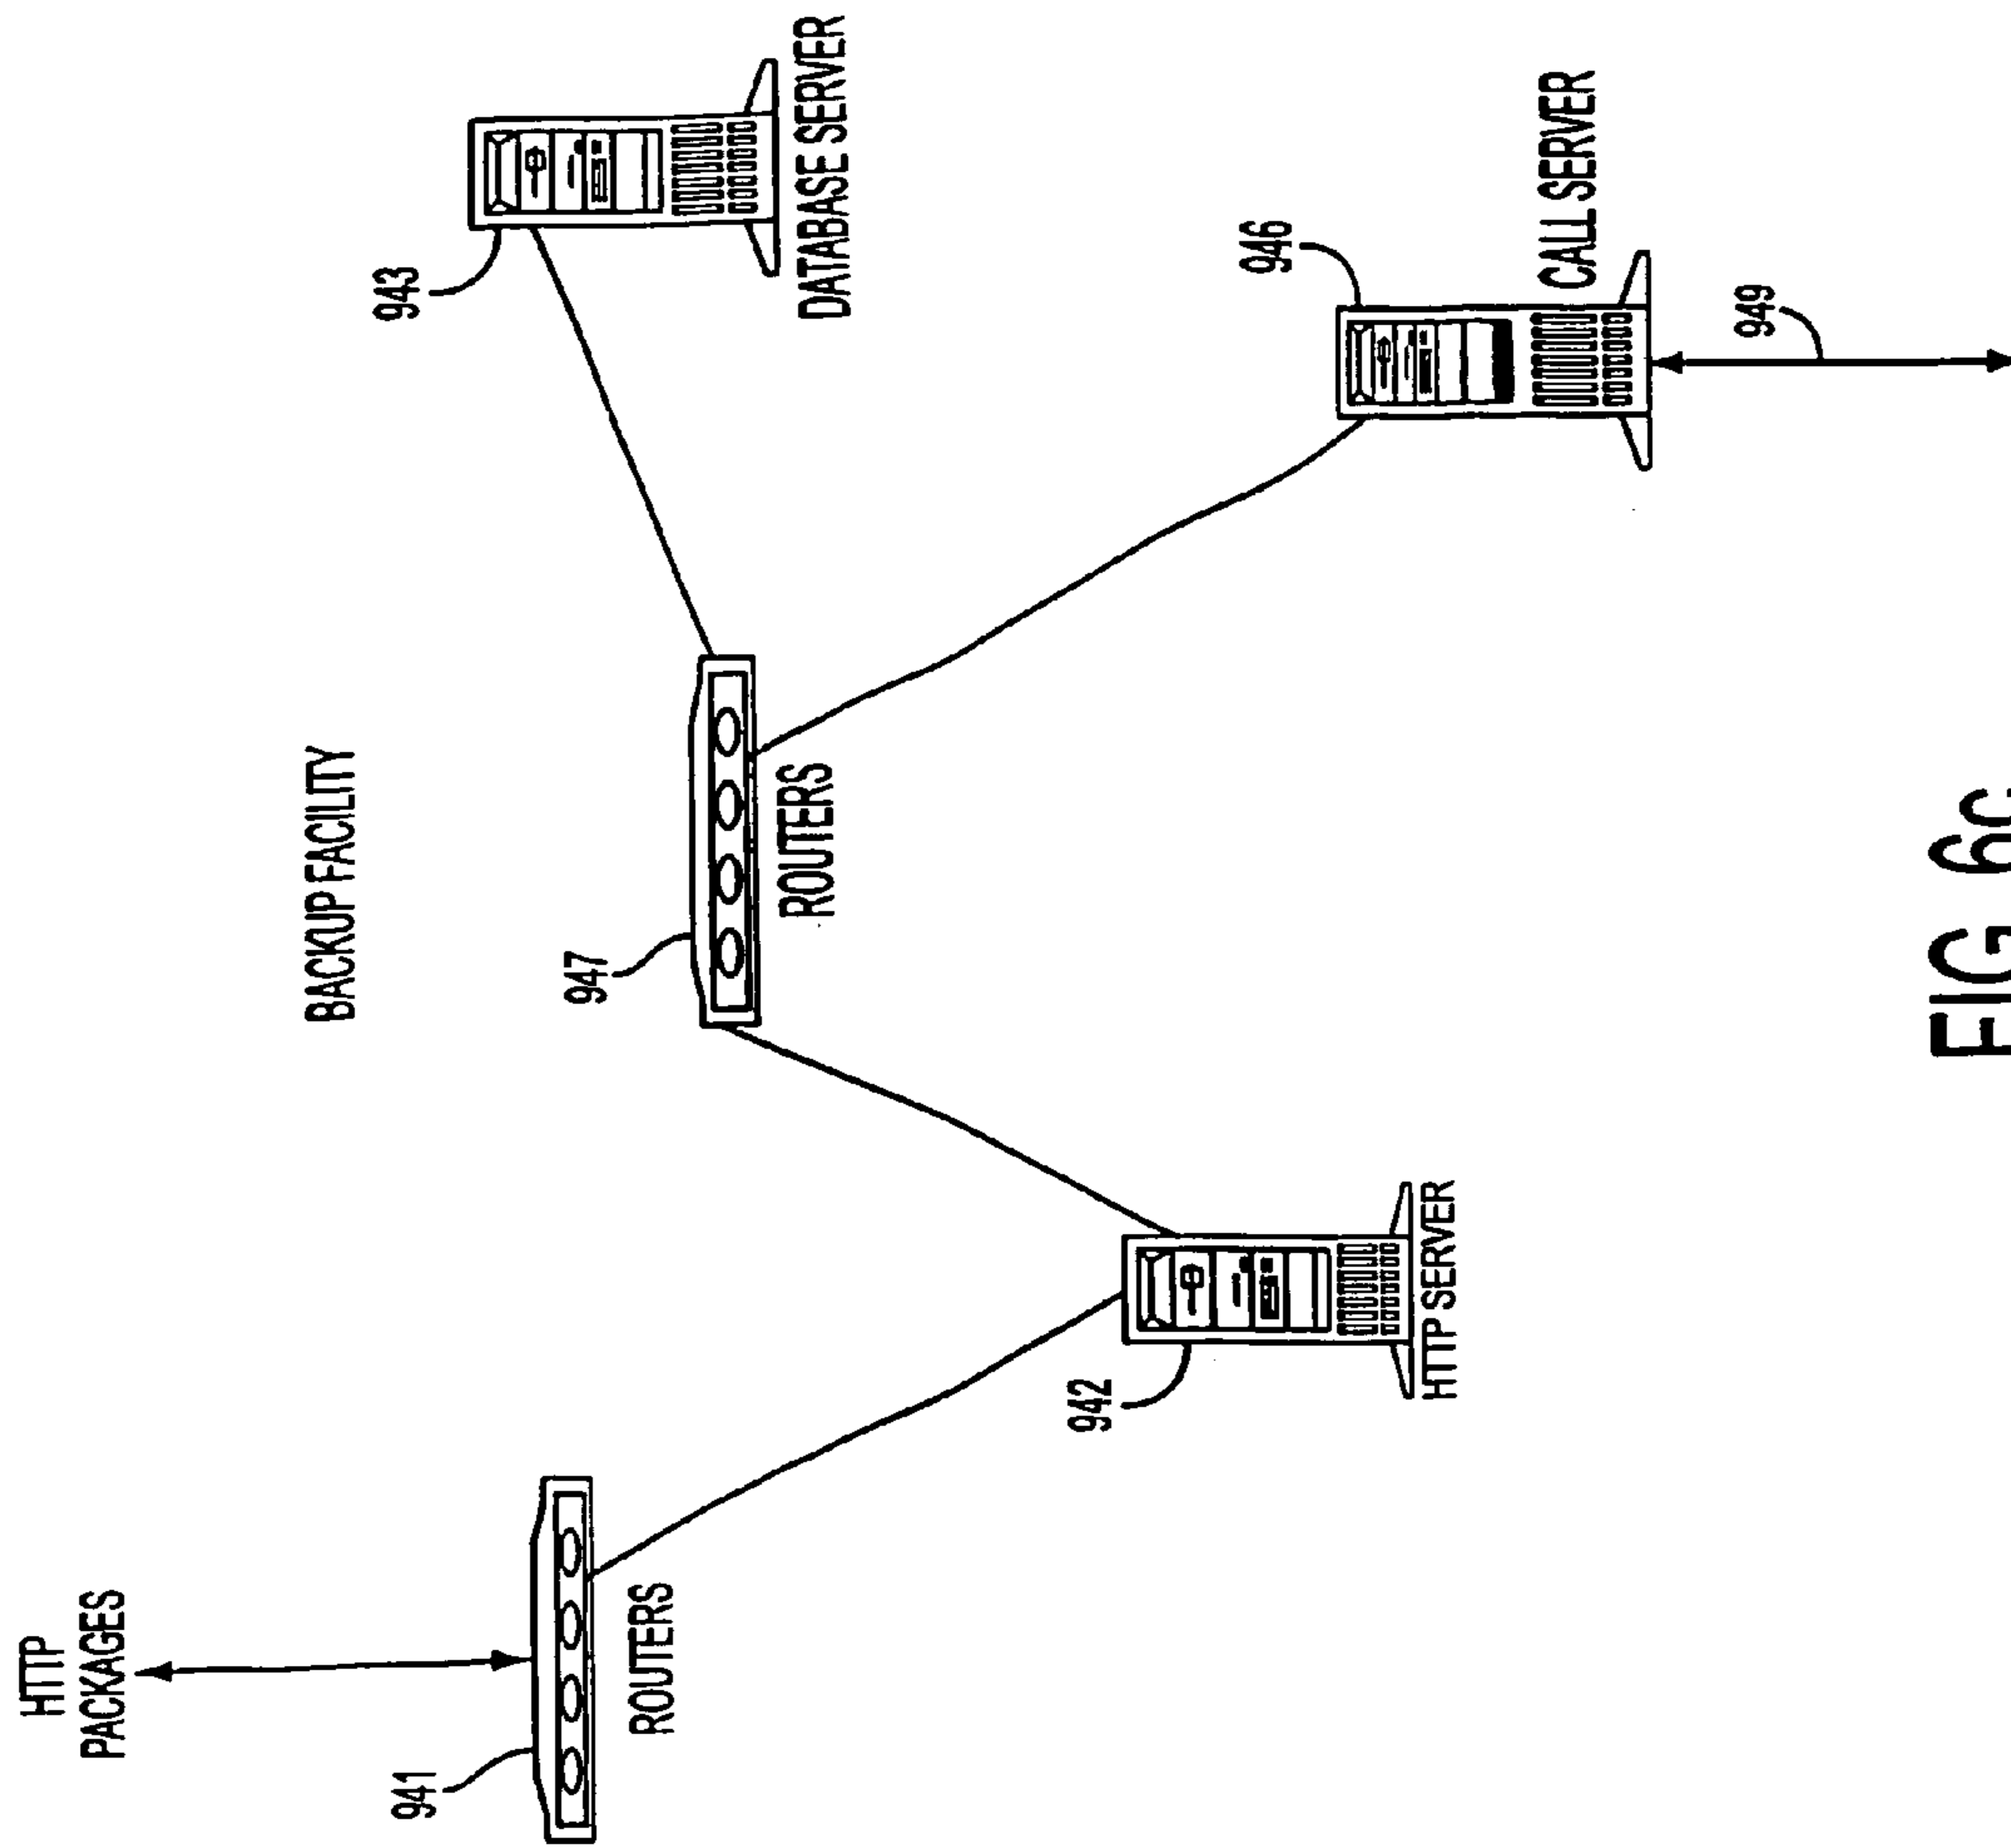 BACKUP FACILITY
HTTP
PACKAGES
941
ROUTERS
942
HTTP SERVER
947
ROUTERS
943
DATABASE SERVER
946
CALL SERVER
949
FIG 6c